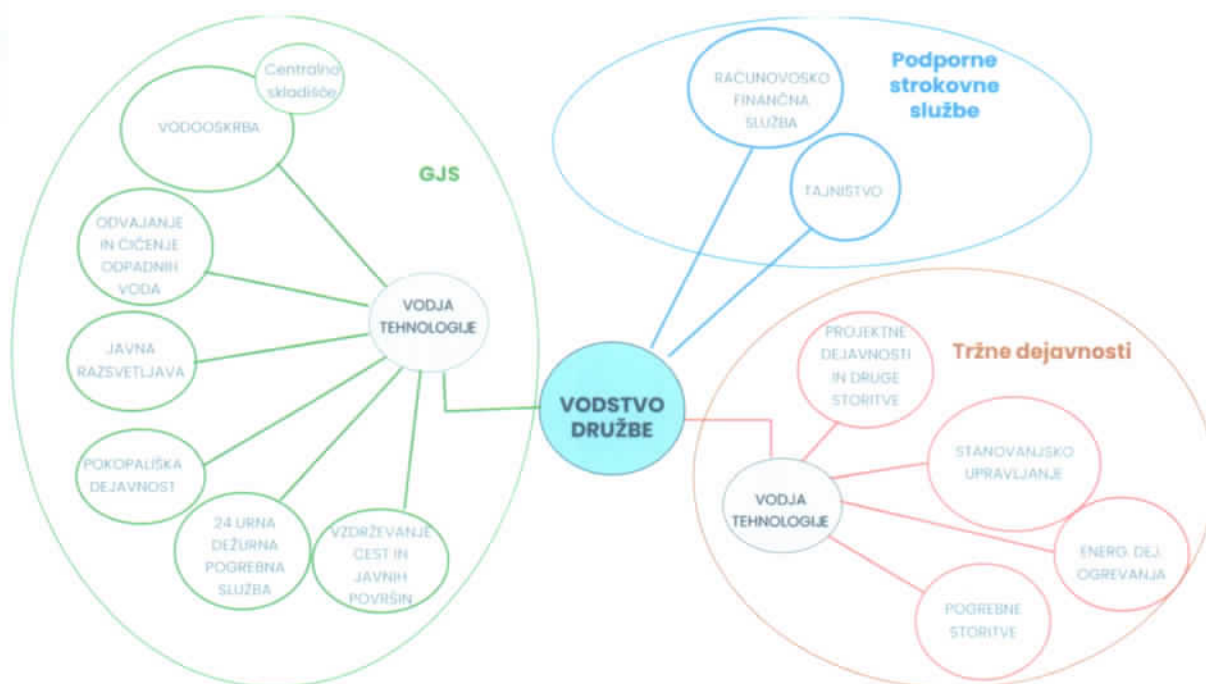 Centralno
skladišče
VODOOSKRBA
GJS
ODVAJANJE
IN ČIČENJE
ODPADNIH
VODA
VODJA
TEHNOLOGIJE
JAVNA
RAZSVETLJAVA
POKOPALIŠKA
DEJAVNOST
24 URNA
DEŽURNA
POGREBNA
SLUŽBA
VZDRŽEVANJE
CEST IN
JAVNIH
POVRŠIN
VODSTVO
DRUŽBE
Podporne
strokovne
službe
RAČUNOVOSKO
FINANČNA
SLUŽBA
TAJNIŠTVO
Tržne dejavnosti
PROJEKTNE
DEJAVNOSTI
IN DRUGE
STORITVE
STANOVANJSKO
UPRAVLJANJE
VODJA
TEHNOLOGIJE
ENERG. DEJ.
OGREVANJA
POGREBNE
STORITVE